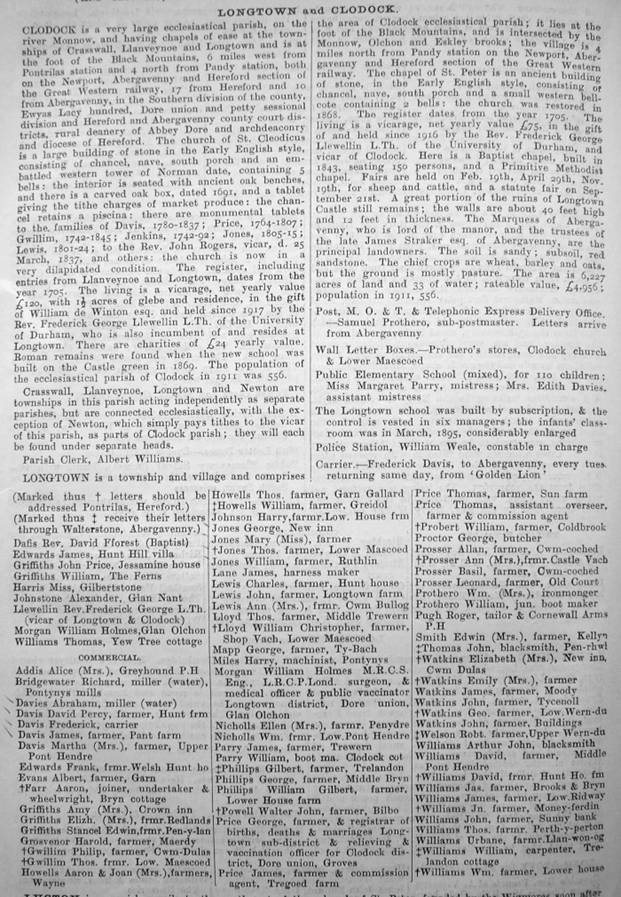 LONGTOWN and CLODOCK.
CLODOCK is a very large ecclesiastical parish, on the
river Monnow, and having chapels of ease at the town-
ships of Crasswall, Llanveynoe and Longtown and is at
the foot of the Black Mountains, 6 miles west from
Pontrilas station and 4 north from Pandy station, both
on the Newport, Abergavenny and Hereford section of
the Great Western railway, 17 from Hereford and 10
from Abergavenny, in the Southern division of the county,
Ewyas Lacy hundred, Dore union and petty sessional
division and Hereford and Abergavenny county court dis-
tricts, rural deanery of Abbey Dore and archdeaconry
and diocese of Hereford. The church of St. Cleodicus
is a large building of stone in the Early English style,
consisting of chancel, nave, south porch and an em-
battled western tower of Norman date, containing 5
bells: the interior is seated with ancient oak benches,
and there is a carved oak box, dated 1691, and a tablet
giving the tithe charges of market produce: the chan-
cel retains a piscina: there are monumental tablets
to the families of Davis, 1780-1837; Price, 1764-1807;
Gwillim, 1742-1845; Jenkins, 1742-92; Jones, 1805-15;
Lewis, 1801-24; to the Rev. John Rogers, vicar, d. 25
March, 1837, and others: the church is now in a
very dilapidated condition. The register, including
entries from Llanveynoe and Longtown, dates from the
year 1705. The living is a vicarage, net yearly value
£120, with 1½ acres of glebe and residence, in the gift
of William de Winton esq. and held since 1917 by the
Rev. Frederick George Llewellin L.Th. of the University
of Durham, who is also incumbent of and resides at
Longtown. There are charities of £24 yearly value.
Roman remains were found when the new school was
built on the Castle green in 1869. The population of
the ecclesiastical parish of Clodock in 1911 was 556.
Crasswall, Llanveynoe, Longtown and Newton are
townships in this parish acting independently as separate
parishes, but are connected ecclesiastically, with the ex-
ception of Newton, which simply pays tithes to the vicar
of this parish, as parts of Clodock parish; they will each
be found under separate heads.
Parish Clerk, Albert Williams.
LONGTOWN is a township and village and comprises
the area of Clodock ecclesiastical parish; it lies at the
foot of the Black Mountains, and is intersected by the
Monnow, Olchon and Eskley brooks; the village is 4
miles north from Pandy station on the Newport, Aber-
gavenny and Hereford section of the Great Western
railway. The chapel of St. Peter is an ancient building
of stone, in the Early English style, consisting of
chancel, nave, south porch and a small western bell-
cote containing 2 bells: the church was restored in
1868. The register dates from the year 1705. The
living is a vicarage, net yearly value £75, in the gift
of and held since 1916 by the Rev. Frederick George
Llewellin L.Th. of the University of Durham, and
vicar of Clodock. Here is a Baptist chapel, built in
1843, seating 150 persons, and a Primitive Methodist
chapel. Fairs are held on Feb. 19th, April 29th, Nov.
19th, for sheep and cattle, and a statute fair on Sep-
tember 21st. A great portion of the ruins of Longtown
Castle still remains; the walls are about 40 feet high
and 12 feet in thickness. The Marquess of Aberga-
venny, who is lord of the manor, and the trustees of
the late James Straker esq. of Abergavenny, are the
principal landowners. The soil is sandy; subsoil, red
sandstone. The chief crops are wheat, barley and oats,
but the ground is mostly pasture. The area is 6,227
acres of land and 33 of water; rateable value, £4,956;
population in 1911, 556.
Post, M. O. & T. & Telephonic Express Delivery Office.
—Samuel Prothero, sub-postmaster. Letters arrive
from Abergavenny
Wall Letter Boxes.—Prothero's stores, Clodock church
& Lower Maescoed
Public Elementary School (mixed), for 110 children;
Miss Margaret Parry, mistress; Mrs. Edith Davies,
assistant mistress
The Longtown school was built by subscription, & the
control is vested in six managers; the infants' class-
room was in March, 1895, considerably enlarged
Police Station, William Weale, constable in charge
Carrier.—Frederick Davis, to Abergavenny, every tues.
returning same day, from 'Golden Lion'
(Marked thus † letters should be
addressed Pontrilas, Hereford.)
(Marked thus ‡ receive their letters
through Walterstone, Abergavenny.)
Dafis Rev. David Fforest (Baptist)
Edwards James, Hunt Hill villa
Griffiths John Price, Jessamine house
Griffiths William, The Ferns
Harris Miss, Gilbertstone
Johnstone Alexander, Glan Nant
Llewellin Rev.Frederick George L.Th.
(vicar of Longtown & Clodock)
Morgan William Holmes,Glan Olchon
Williams Thomas, Yew Tree cottage
COMMERCIAL.
Addis Alice (Mrs.), Greyhound P.H
Bridgewater Richard, miller (water),
Pontynys mills
Davies Abraham, miller (water)
Davis David Percy, farmer, Hunt frm
Davis Frederick, carrier
Davis James, farmer, Pant farm
Davis Martha (Mrs.), farmer, Upper
Pont Hendre
Edwards Frank, frmer.Welsh Hunt ho
Evans Albert, farmer, Garn
†Farr Aaron, joiner, undertaker &
wheelwright, Bryn cottage
Griffiths Amy (Mrs.), Crown inn
Griffiths Elizh. (Mrs.), frmer.Redlands
Griffiths Stancel Edwin,frmr.Pen-y-lan
Grosvenor Harold, farmer, Maerdy
†Gwillim Philip, farmer, Cwm-Dulas
†Gwillim Thos. frmr. Low. Maescoed
Howells Aaron & Joan (Mrs.),farmers,
Wayne
Howells Thos. farmer, Garn Gallard
‡Howells William, farmer, Greidol
Johnson Harry,farmr.Low. House frm
Jones George, New inn
Jones Mary (Miss), farmer
†Jones Thos. farmer, Lower Mascoed
Jones William, farmer, Ruthlin
Lane James, harness maker
Lewis Charles, farmer, Hunt house
Lewis John, farmer, Longtown farm
Lewis Ann (Mrs.), frmr. Cwm Bullog
Lloyd Thos. farmer, Middle Trewern
†Lloyd William Christopher, farmer,
Shop Vach, Lower Maescoed
Mapp George, farmer, Ty-Bach
Miles Harry, machinist, Pontynys
Morgan William Holmes M.R.C.S.
Eng., L.R.C.P.Lond. surgeon, &
medical officer & public vaccinator
Longtown district, Dore union,
Glan Olchon
Nicholls Ellen (Mrs.), farmr. Penydre
Nicholls Wm. frmr. Low.Pont Hendre
Parry James, farmer, Trewern
Parry William, boot ma. Clodock cot
‡Phillips Gilbert, farmer, Trelandon
Phillips George, farmer, Middle Bryn
Phillips William Gilbert, farmer,
Lower House farm
†Powell Walter John, farmer, Bilbo
Price George, farmer, & registrar of
births, deaths & marriages Long-
town sub-district & relieving &
vaccination officer for Clodock dis-
trict, Dore union, Groves
Price James, farmer & commission
agent, Tregoed farm
Price Thomas, farmer, Sun farm
Price Thomas, assistant overseer,
farmer & commission agent
†Probert William, farmer, Coldbrook
Proctor George, butcher
Prosser Allan, farmer, Cwm-coched
†Prosser Ann (Mrs.),frmr.Castle Vach
Prosser Basil, farmer, Cwm-coched
Prosser Leonard, farmer, Old Court
Prothero Wm. (Mrs.), ironmonger
Prothero William, jun. boot maker
Pugh Roger, tailor & Cornewall Arms
P.H
Smith Edwin (Mrs.), farmer, Kellyn
‡Thomas John, blacksmith, Pen-rhwl
†Watkins Elizabeth (Mrs.), New inn,
Cwm Dulas
†Watkins Emily (Mrs.), farmer
Watkins James, farmer, Moody
Watkins John, farmer, Tycenoll
†Watkins Geo. farmer, Low.Wern-du
Watkins John, farmer, Buildings
‡Welson Robt. farmer,Upper Wern-du
Williams Arthur John, blacksmith
Williams David, farmer, Middle
Pont Hendre
†Williams David, frmr. Hunt Ho. fm
Williams Jas. farmer, Brooks & Bryn
Williams James, farmer, Low.Ridway
†Williams Jn. farmer, Money-ferdin
Williams John, farmer, Sunny bank
Williams Thos. farmr. Perth-y-perton
Williams Urbane, farmr.Llan-won-og
‡Williams William, carpenter, Tre-
landon cottage
†Williams Wm. farmer, Lower house